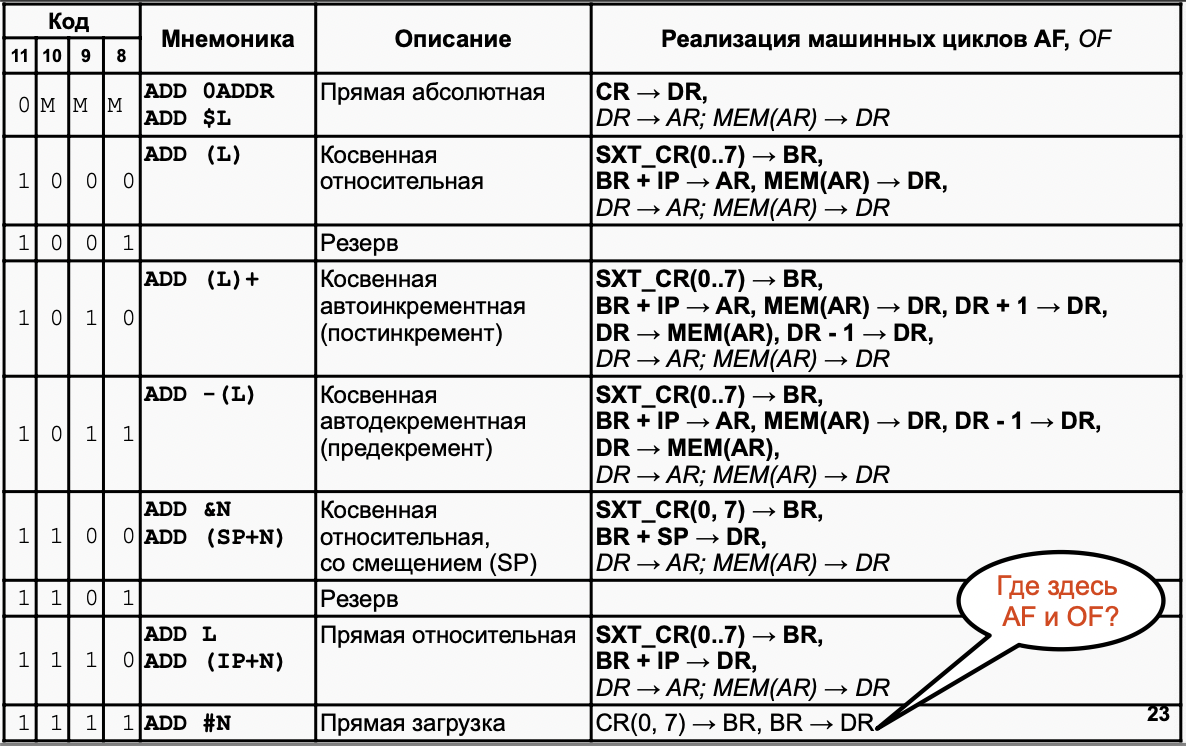 Код Мнемоника Описание Реализация машинных циклов AF, OF
11 10 9 8
0 M M M ADD 0ADDR Прямая абсолютная CR → DR,
ADD $L DR → AR; MEM(AR) → DR
ADD (L) Косвенная SXT_CR(0..7) → BR,
1 0 0 0 относительная BR + IP → AR, MEM(AR) → DR,
DR → AR; MEM(AR) → DR
1 0 0 1 Резерв
ADD (L)+ Косвенная SXT_CR(0..7) → BR,
1 0 1 0 автоинкрементная BR + IP → AR, MEM(AR) → DR, DR + 1 → DR,
(постинкремент) DR → MEM(AR), DR - 1 → DR,
DR → AR; MEM(AR) → DR
ADD -(L) Косвенная SXT_CR(0..7) → BR,
1 0 1 1 автодекрементная BR + IP → AR, MEM(AR) → DR, DR - 1 → DR,
(предекремент) DR → MEM(AR),
DR → AR; MEM(AR) → DR
ADD &N Косвенная SXT_CR(0, 7) → BR,
1 1 0 0 ADD (SP+N) относительная, BR + SP → DR,
со смещением (SP) DR → AR; MEM(AR) → DR
1 1 0 1 Резерв
ADD L Прямая относительная SXT_CR(0..7) → BR,
1 1 1 0 ADD (IP+N) BR + IP → DR,
DR → AR; MEM(AR) → DR
1 1 1 1 ADD #N Прямая загрузка CR(0, 7) → BR, BR → DR
Где здесь
AF и OF?
23